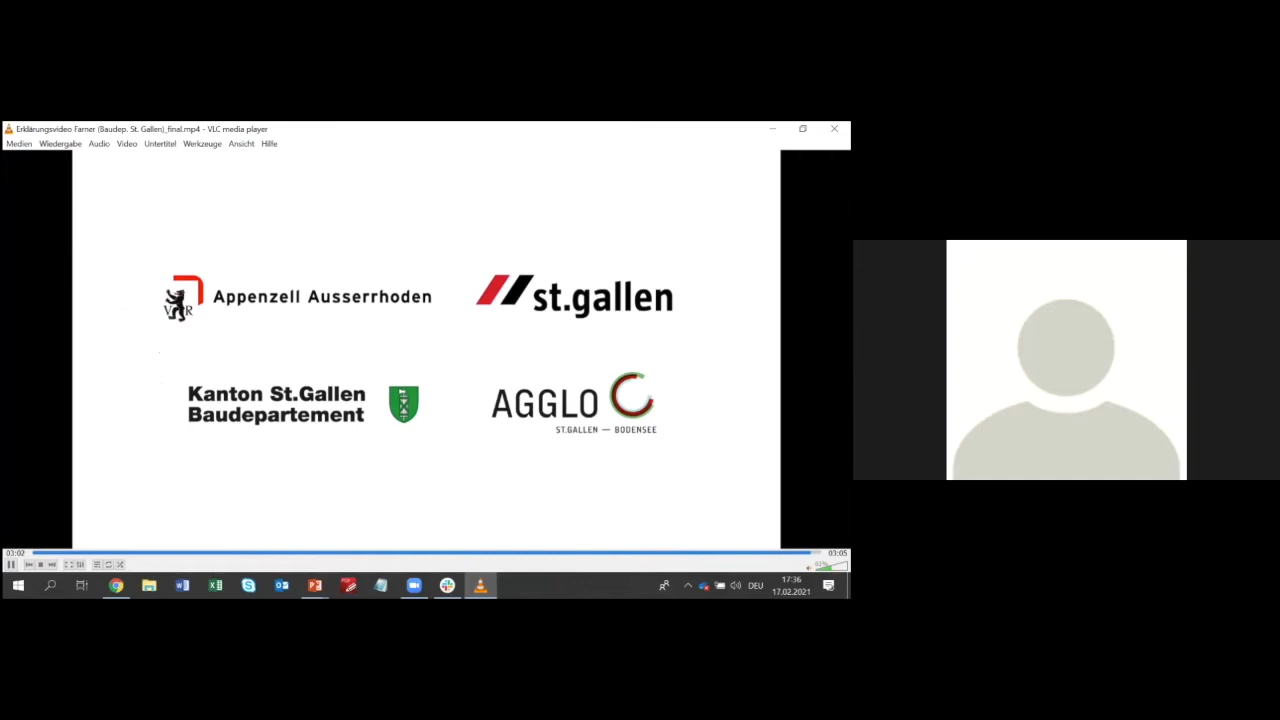 Erklärungsvideo Farner (Baudep. St. Gallen)_final.mp4 - VLC media player
Medien Wiedergabe Audio Video Untertitel Werkzeuge Ansicht Hilfe
VR Appenzell Ausserrhoden
st.gallen
Kanton St.Gallen
Baudepartement
AGGLO
ST.GALLEN — BODENSEE
03:02
03:05
DEU
17:36
17.02.2021